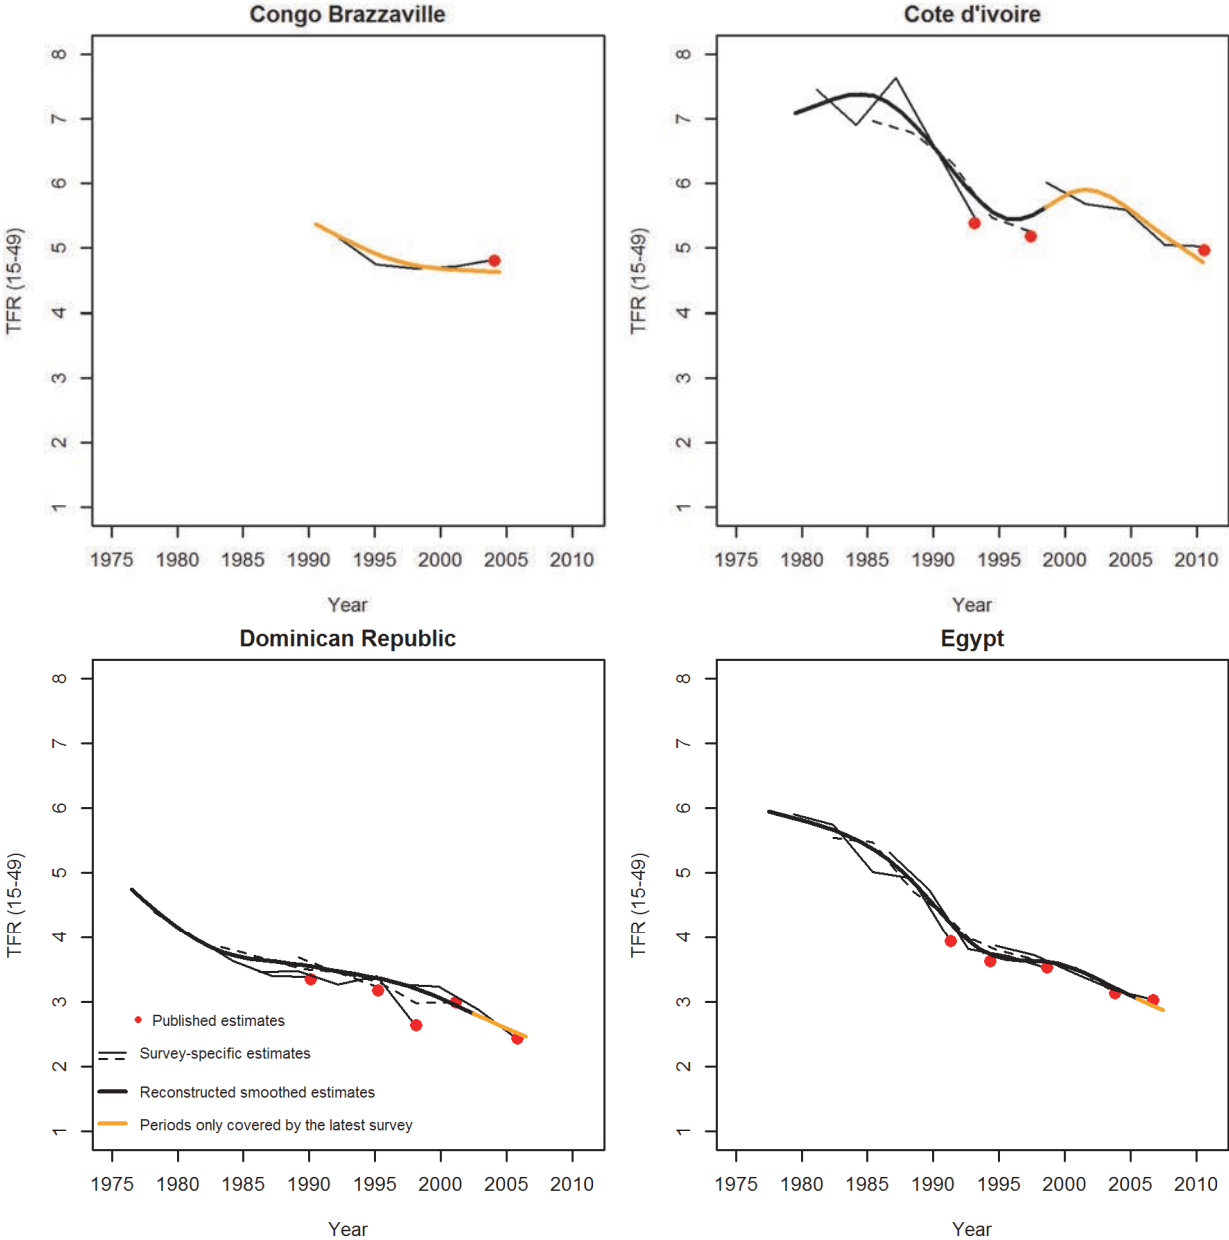 Congo Brazzaville
8
7
6
5
4
3
2
1
TFR (15-49)
1975 1980 1985 1990 1995 2000 2005 2010
Year
Cote d'ivoire
8
7
6
5
4
3
2
1
TFR (15-49)
1975 1980 1985 1990 1995 2000 2005 2010
Year
Dominican Republic
8
7
6
5
4
3
2
1
TFR (15-49)
Published estimates
Survey-specific estimates
Reconstructed smoothed estimates
Periods only covered by the latest survey
1975 1980 1985 1990 1995 2000 2005 2010
Year
Egypt
8
7
6
5
4
3
2
1
TFR (15-49)
1975 1980 1985 1990 1995 2000 2005 2010
Year